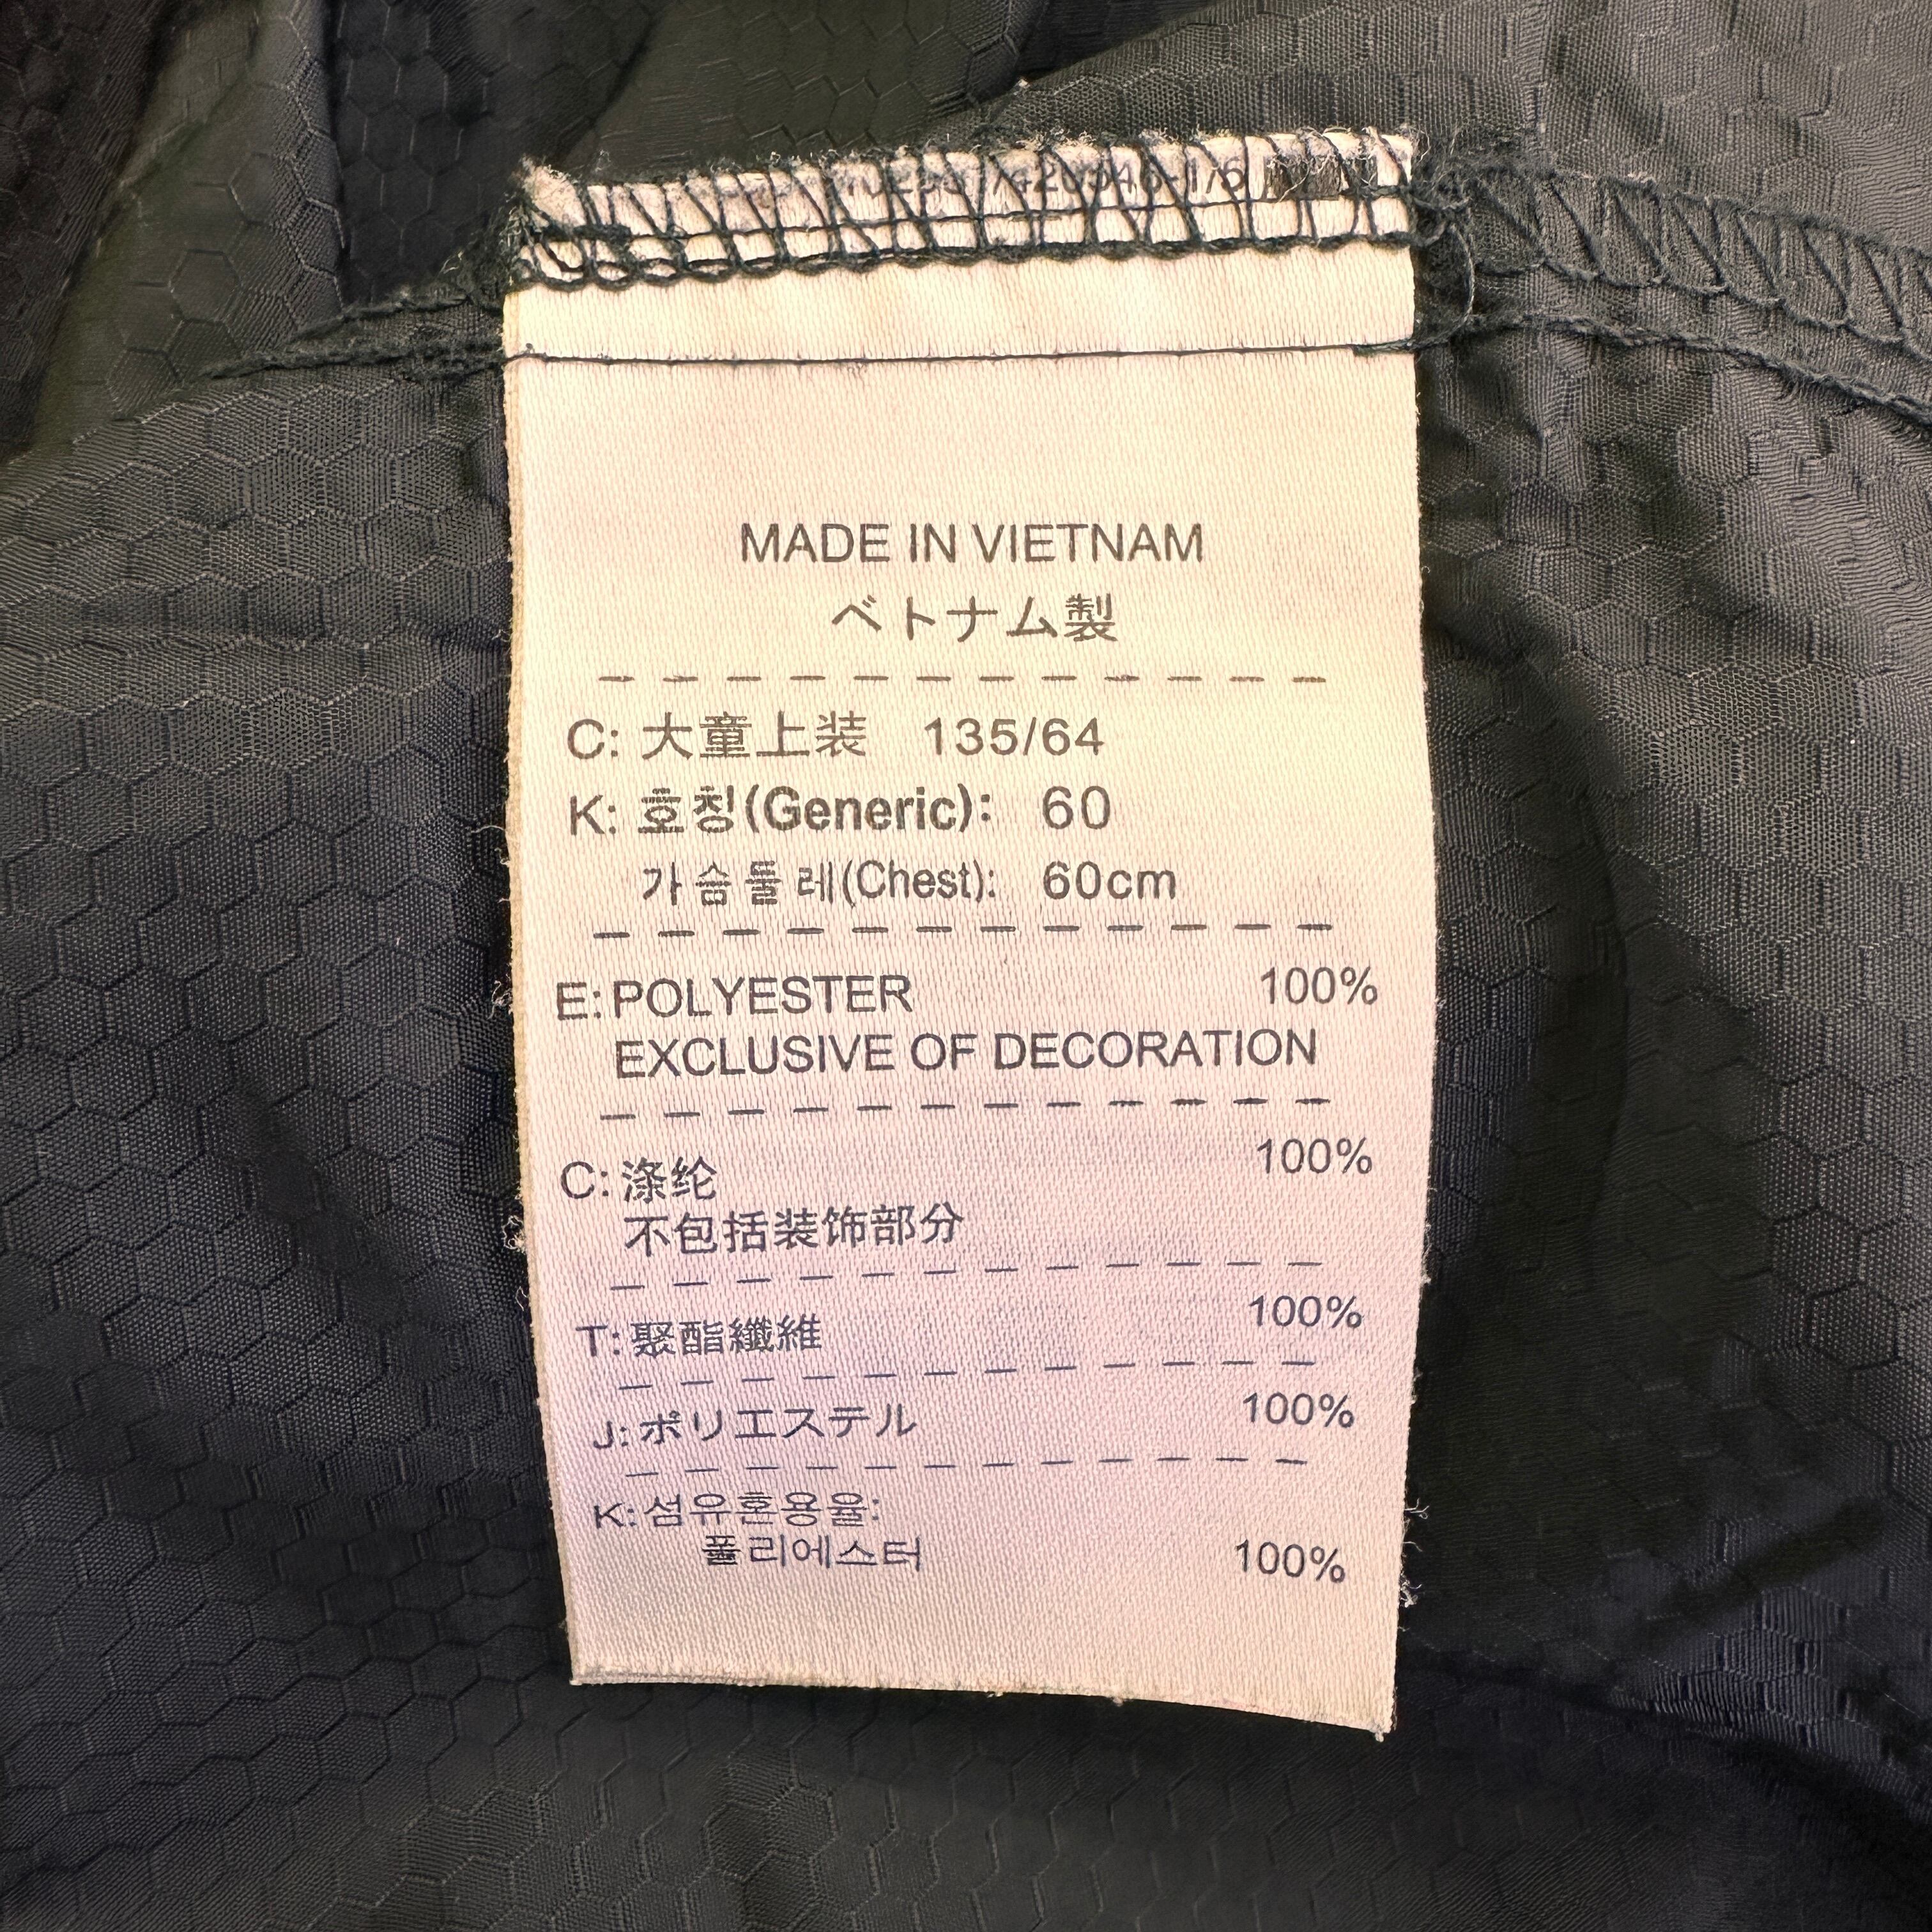 MADE IN VIETNAM
ベトナム製
C: 大童上装 135/64
K: 호칭(Generic): 60
가슴둘레(Chest): 60cm
E: POLYESTER 100%
EXCLUSIVE OF DECORATION
C: 涤纶 100%
不包括装饰部分
T: 聚酯纖維 100%
J: ポリエステル 100%
K: 섬유혼용율:
폴리에스터 100%